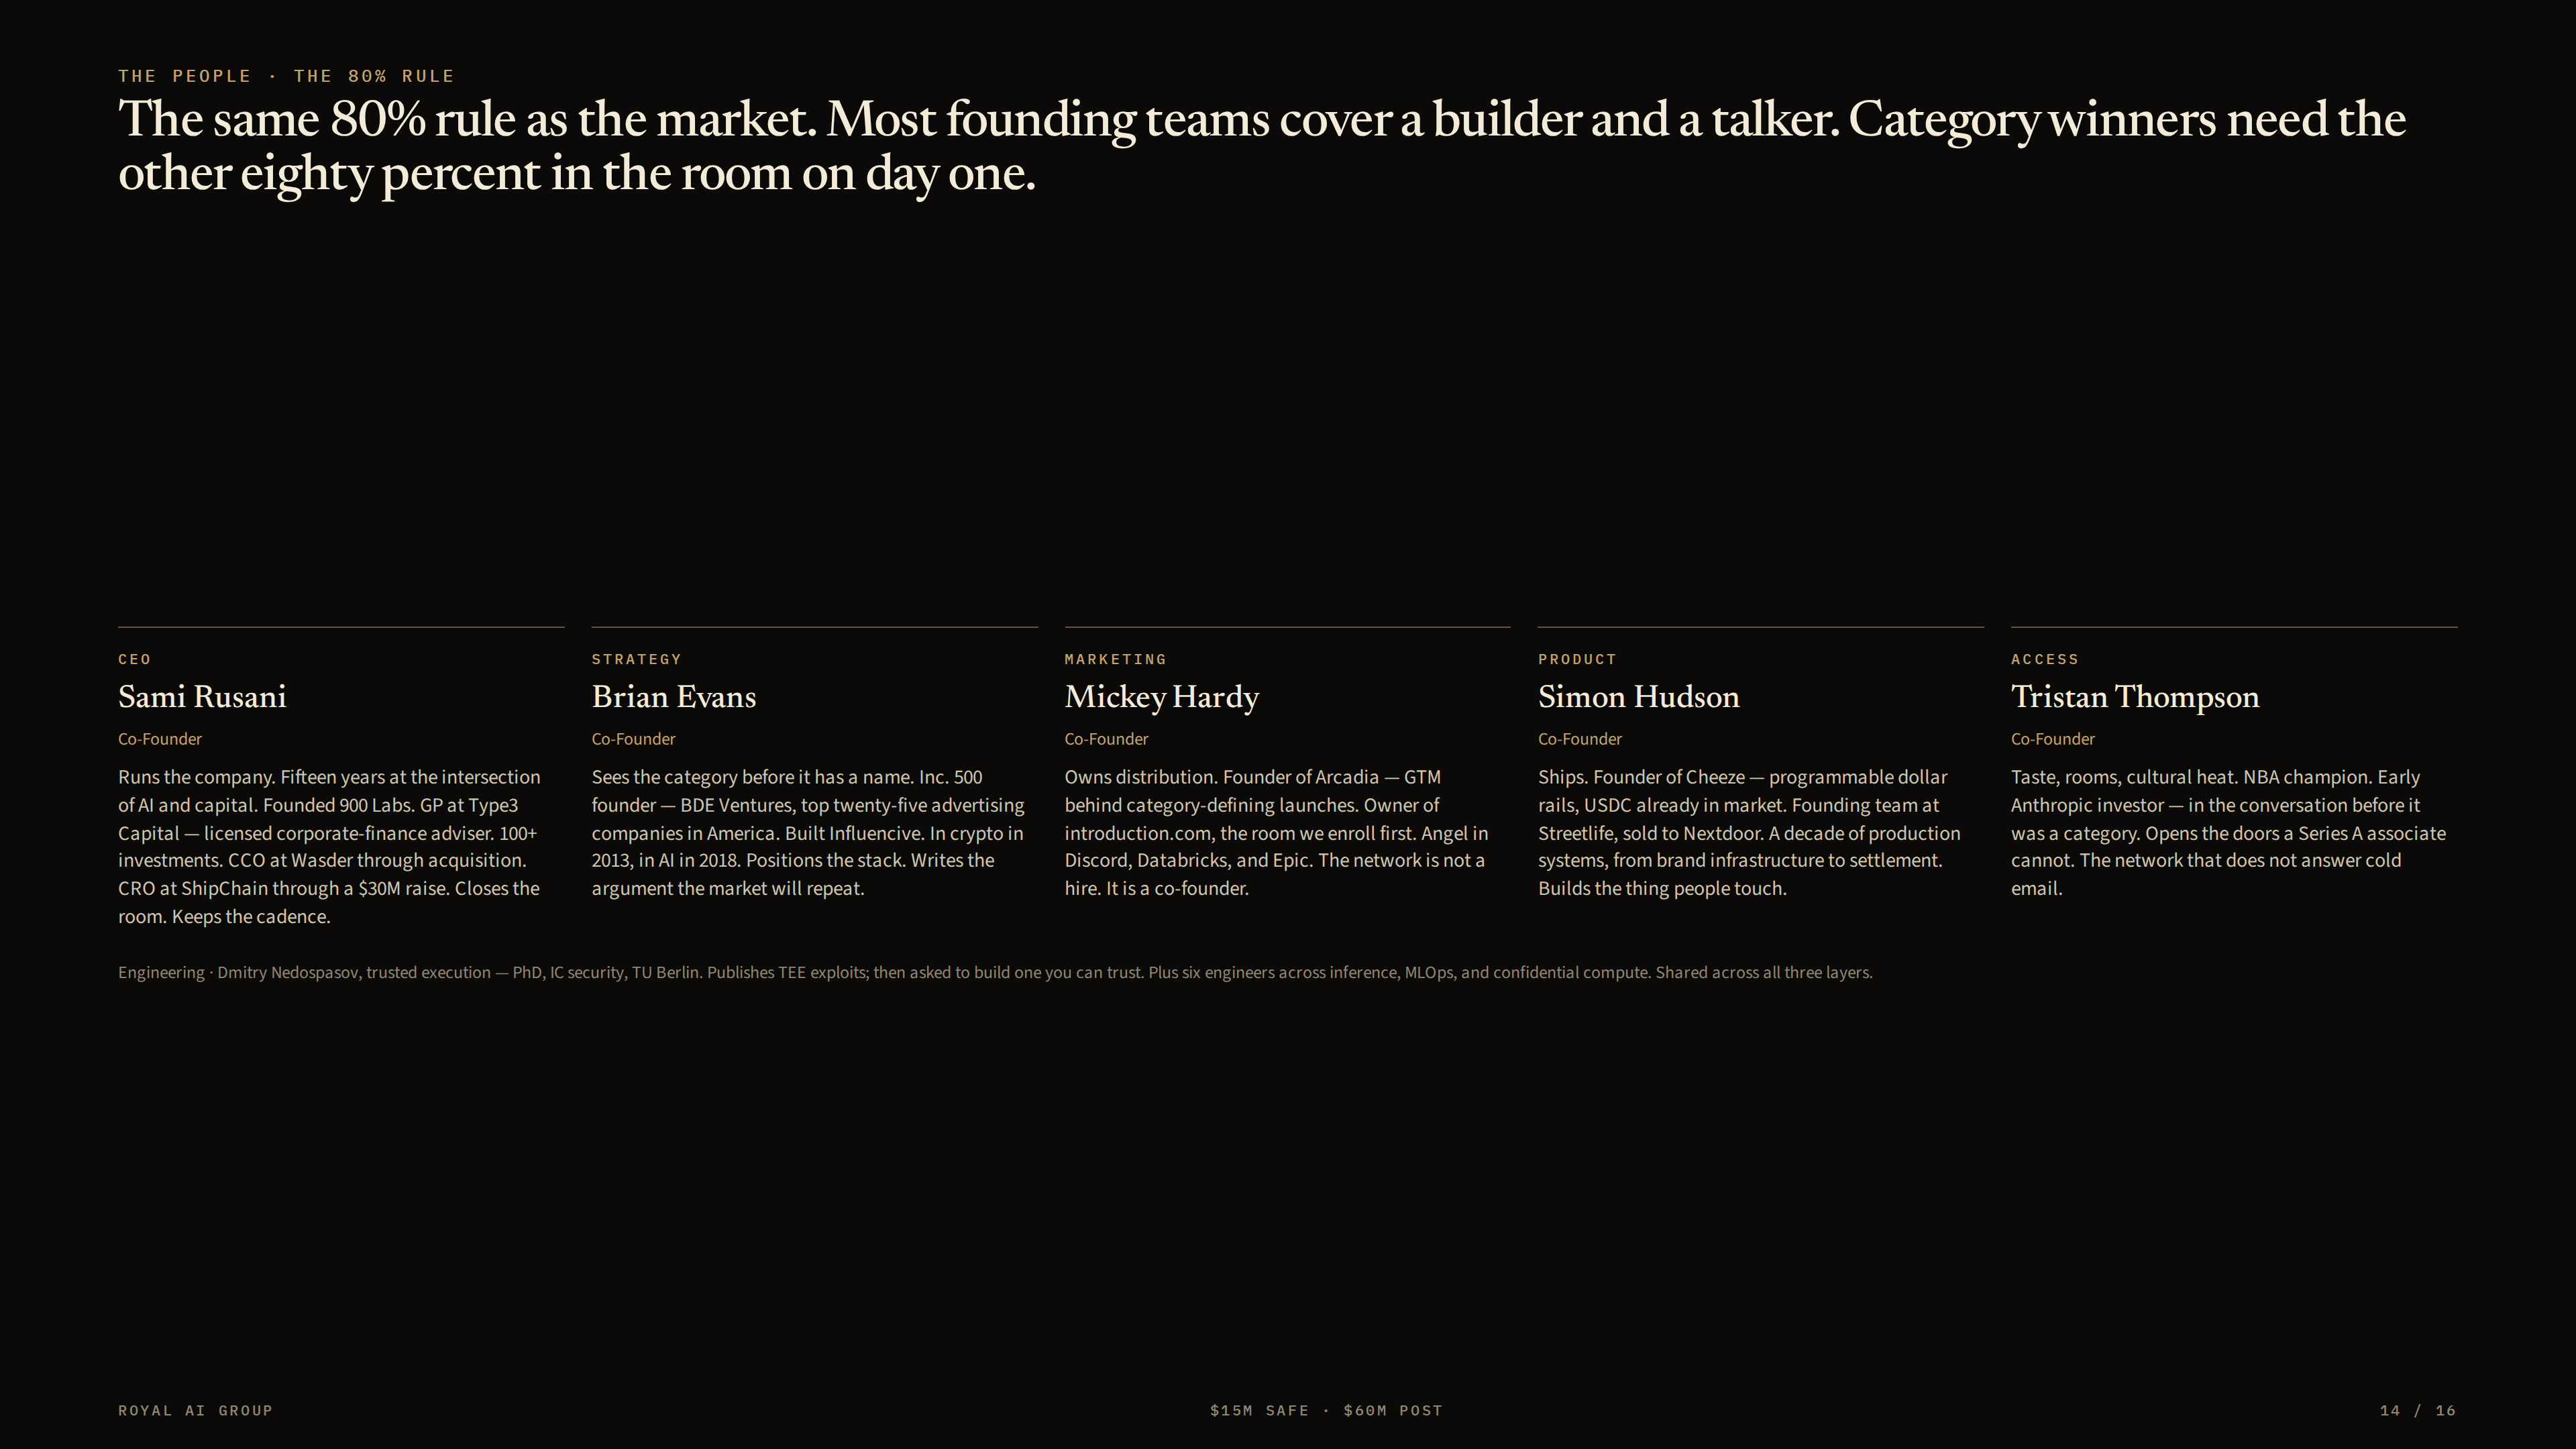 THE PEOPLE · THE 80% RULE
The same 80% rule as the market. Most founding teams cover a builder and a talker. Category winners need the
other eighty percent in the room on day one.
CEO
Sami Rusani
Co-Founder
Runs the company. Fifteen years at the intersection
of AI and capital. Founded 900 Labs. GP at Type3
Capital — licensed corporate-finance adviser. 100+
investments. CCO at Wasder through acquisition.
CRO at ShipChain through a $30M raise. Closes the
room. Keeps the cadence.
STRATEGY
Brian Evans
Co-Founder
Sees the category before it has a name. Inc. 500
founder — BDE Ventures, top twenty-five advertising
companies in America. Built Influencive. In crypto in
2013, in AI in 2018. Positions the stack. Writes the
argument the market will repeat.
MARKETING
Mickey Hardy
Co-Founder
Owns distribution. Founder of Arcadia — GTM
behind category-defining launches. Owner of
introduction.com, the room we enroll first. Angel in
Discord, Databricks, and Epic. The network is not a
hire. It is a co-founder.
PRODUCT
Simon Hudson
Co-Founder
Ships. Founder of Cheeze — programmable dollar
rails, USDC already in market. Founding team at
Streetlife, sold to Nextdoor. A decade of production
systems, from brand infrastructure to settlement.
Builds the thing people touch.
ACCESS
Tristan Thompson
Co-Founder
Taste, rooms, cultural heat. NBA champion. Early
Anthropic investor — in the conversation before it
was a category. Opens the doors a Series A associate
cannot. The network that does not answer cold
email.
Engineering · Dmitry Nedospasov, trusted execution — PhD, IC security, TU Berlin. Publishes TEE exploits; then asked to build one you can trust. Plus six engineers across inference, MLOps, and confidential compute. Shared across all three layers.
ROYAL AI GROUP
$15M SAFE · $60M POST
14 / 16